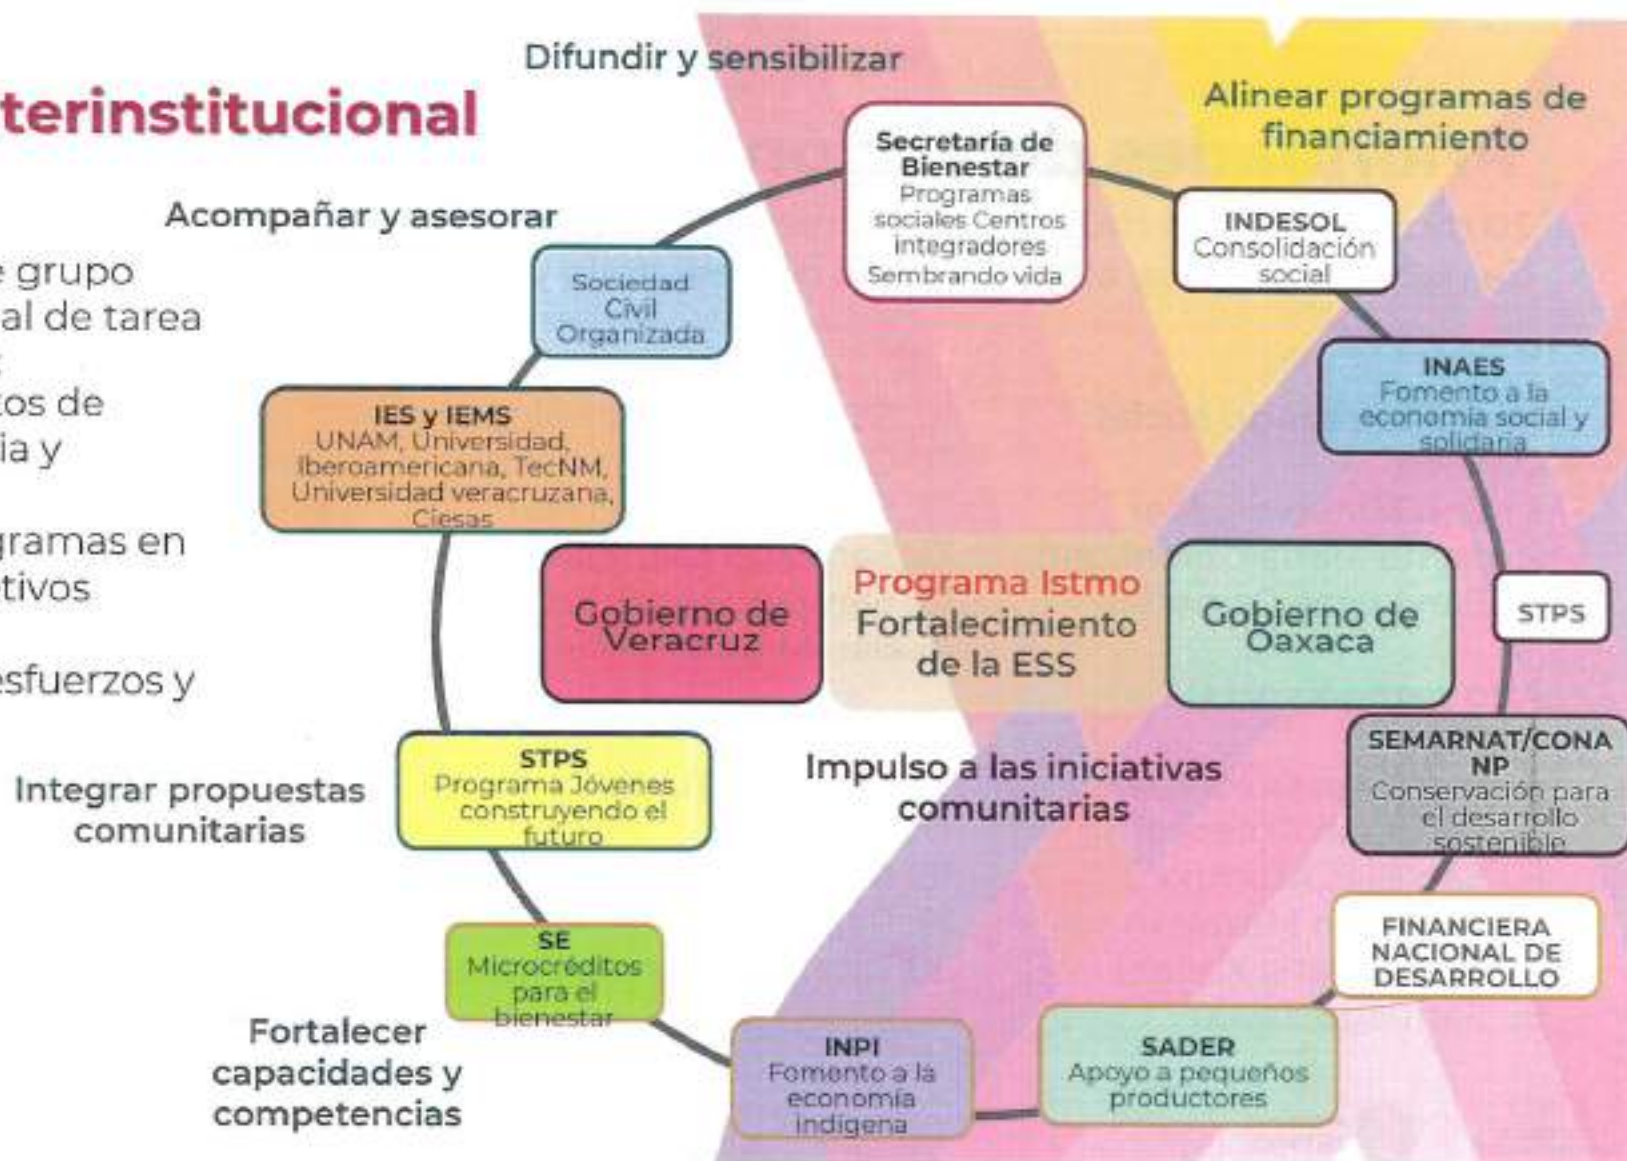 Difundir y sensibilizar
terinstitucional
Alinear programas de
financiamiento
Secretaría de
Bienestar
Programas
sociales Centros
integradores
Sembrando vida
Acompañar y asesorar
INDESOL
Consolidación
social
e grupo
al de tarea
tos de
ia y
gramas en
tivos
esfuerzos y
Sociedad
Civil
Organizada
INAES
Fomento a la
economía social y
solidaria
IES y IEMS
UNAM, Universidad,
Iberoamericana, TecNM,
Universidad veracruzana,
Ciesas
Gobierno de
Veracruz
Programa Istmo
Fortalecimiento
de la ESS
Gobierno de
Oaxaca
STPS
STPS
Programa Jóvenes
construyendo el
futuro
Integrar propuestas
comunitarias
Impulso a las iniciativas
comunitarias
SEMARNAT/CONA
NP
Conservación para
el desarrollo
sostenible
FINANCIERA
NACIONAL DE
DESARROLLO
SE
Microcréditos
para el
bienestar
Fortalecer
capacidades y
competencias
INPI
Fomento a la
economía
indígena
SADER
Apoyo a pequeños
productores